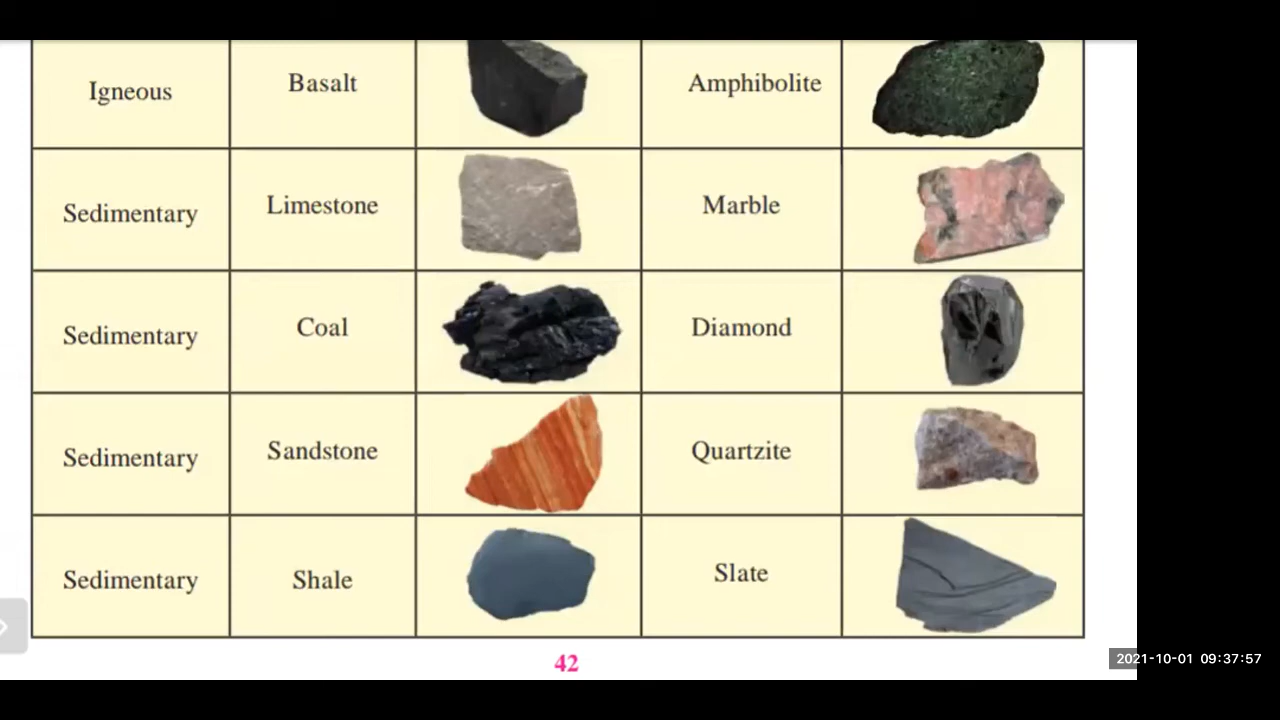 Igneous
Basalt
Amphibolite
Sedimentary
Limestone
Marble
Sedimentary
Coal
Diamond
Sedimentary
Sandstone
Quartzite
Sedimentary
Shale
Slate
42
2021-10-01 09:37:57